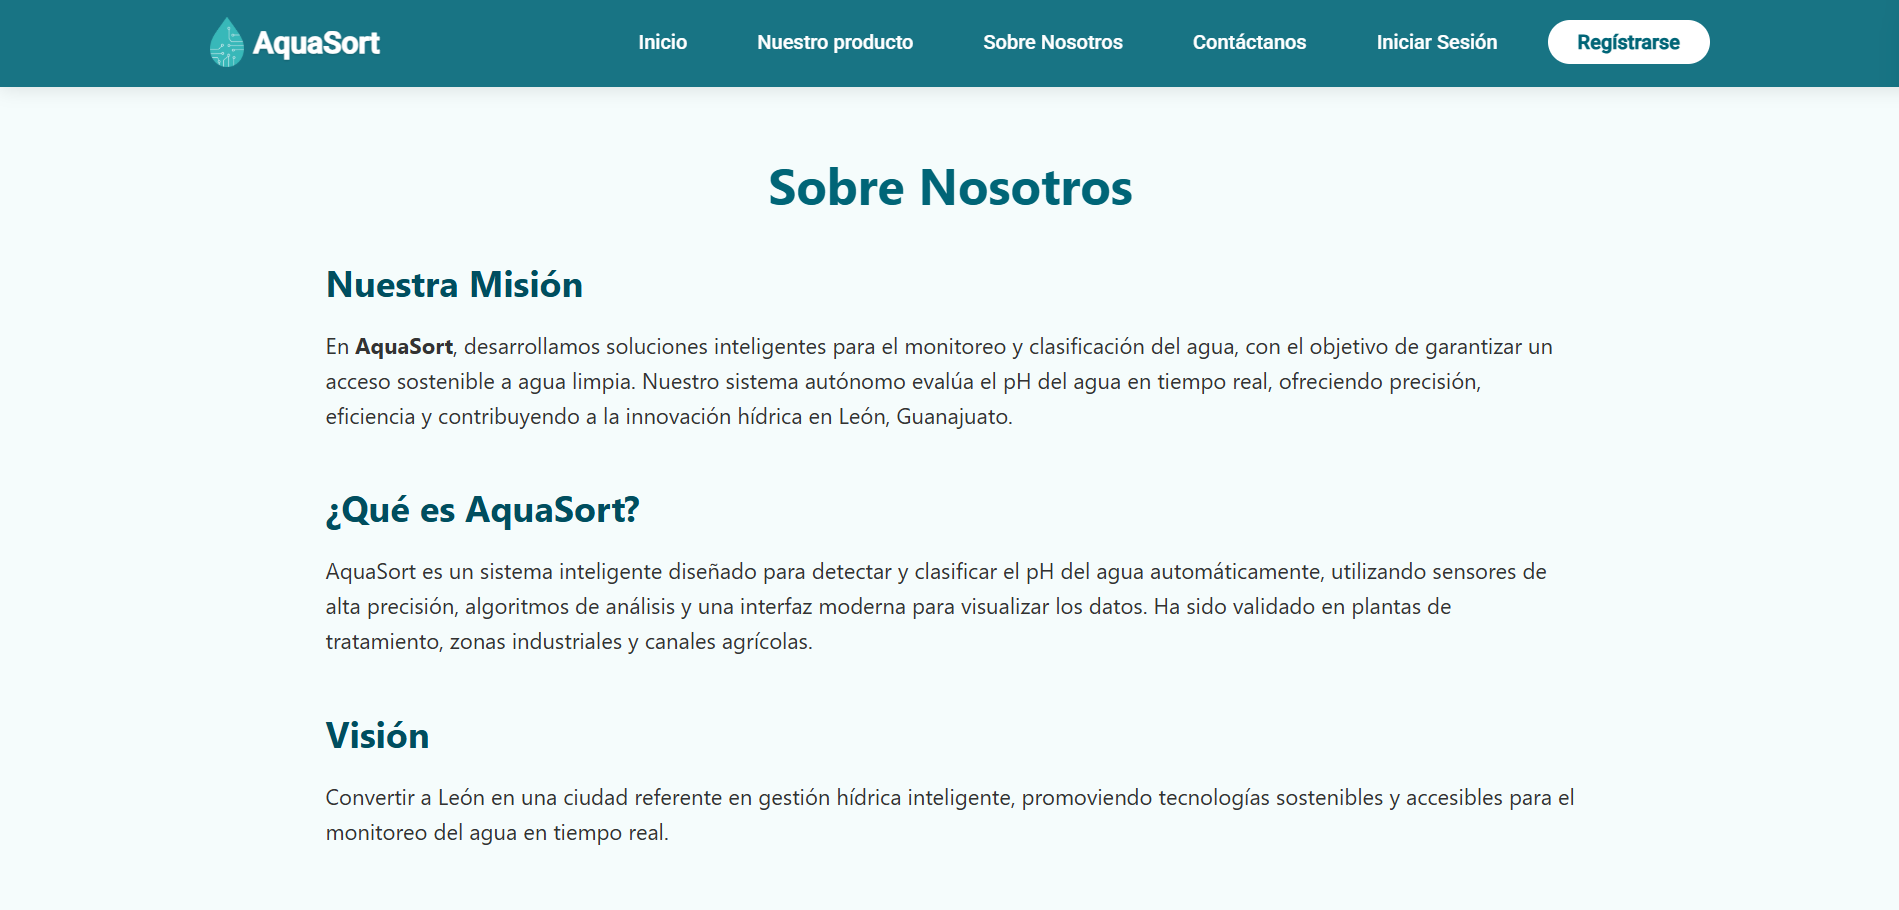 AquaSort
Inicio
Nuestro producto
Sobre Nosotros
Contáctanos
Iniciar Sesión
Regístrarse
Sobre Nosotros
Nuestra Misión
En AquaSort, desarrollamos soluciones inteligentes para el monitoreo y clasificación del agua, con el objetivo de garantizar un
acceso sostenible a agua limpia. Nuestro sistema autónomo evalúa el pH del agua en tiempo real, ofreciendo precisión,
eficiencia y contribuyendo a la innovación hídrica en León, Guanajuato.
¿Qué es AquaSort?
AquaSort es un sistema inteligente diseñado para detectar y clasificar el pH del agua automáticamente, utilizando sensores de
alta precisión, algoritmos de análisis y una interfaz moderna para visualizar los datos. Ha sido validado en plantas de
tratamiento, zonas industriales y canales agrícolas.
Visión
Convertir a León en una ciudad referente en gestión hídrica inteligente, promoviendo tecnologías sostenibles y accesibles para el
monitoreo del agua en tiempo real.